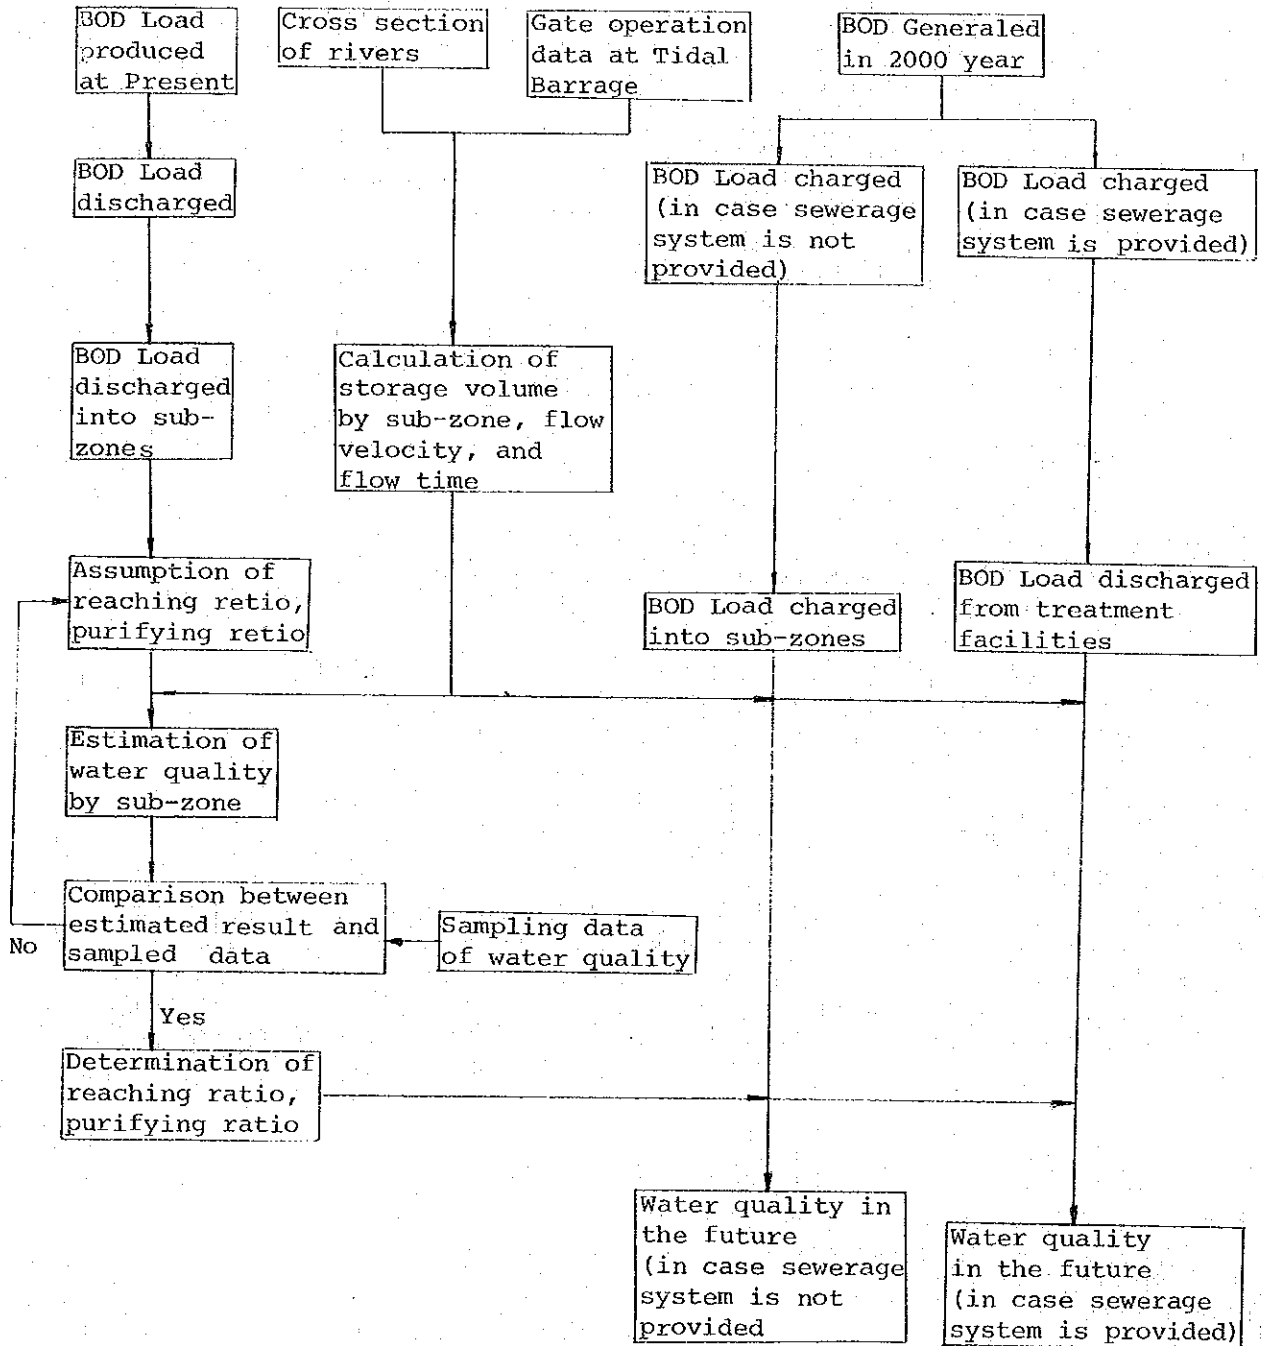 BOD Load
produced
at Present
Cross section
of rivers
Gate operation
data at Tidal
Barrage
BOD Generaled
in 2000 year
BOD Load
discharged
BOD Load charged
(in case sewerage
system is not
provided)
BOD Load charged
(in case sewerage
system is provided)
BOD Load
discharged
into sub-
zones
Calculation of
storage volume
by sub-zone, flow
velocity, and
flow time
Assumption of
reaching retio,
purifying retio
BOD Load charged
into sub-zones
BOD Load discharged
from treatment
facilities
Estimation of
water quality
by sub-zone
Comparison between
estimated result and
sampled data
Sampling data
of water quality
No
Yes
Determination of
reaching ratio,
purifying ratio
Water quality in
the future
(in case sewerage
system is not
provided
Water quality
in the future
(in case sewerage
system is provided)